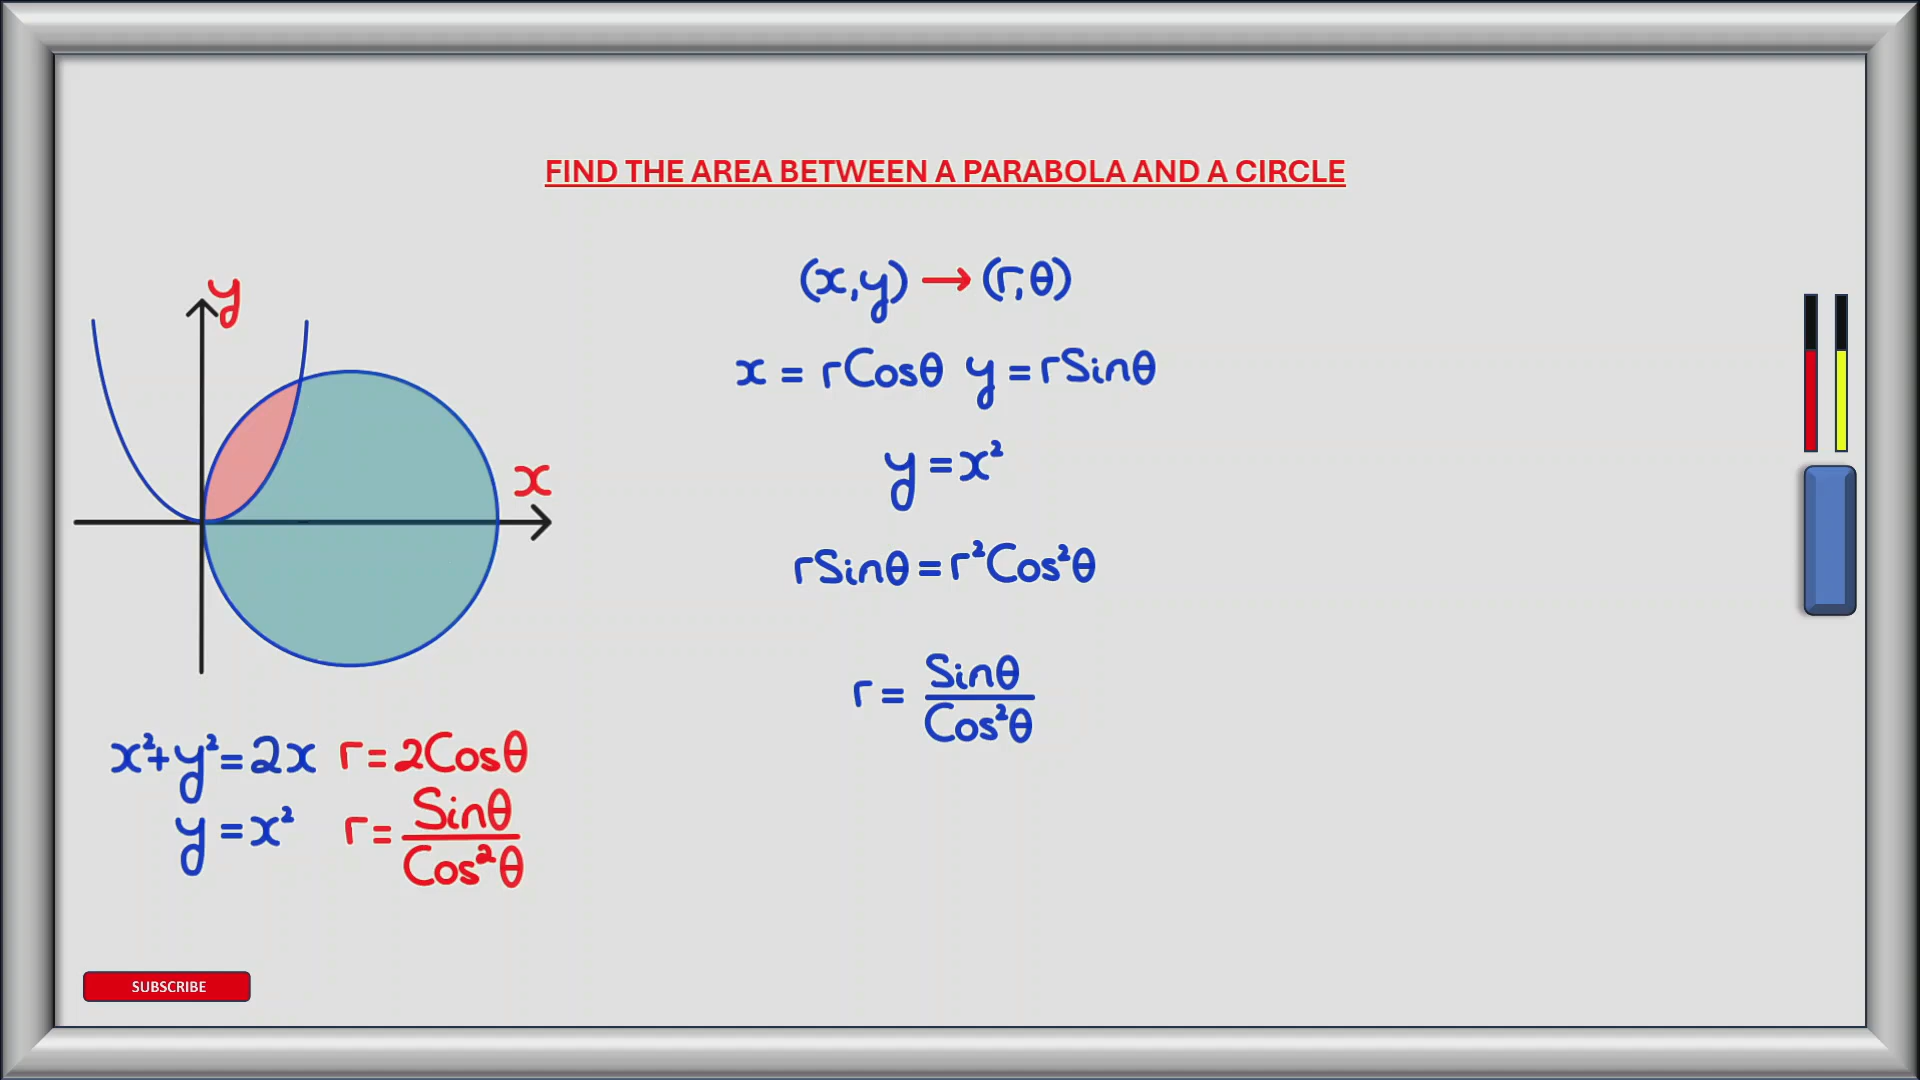 FIND THE AREA BETWEEN A PARABOLA AND A CIRCLE
y
x
(x,y) → (r,θ)
x = rCosθ y = rSinθ
y = x²
rSinθ = r²Cos²θ
r = Sinθ/Cos²θ
x²+y² = 2x r = 2Cosθ
y = x² r = Sinθ/Cos²θ
SUBSCRIBE